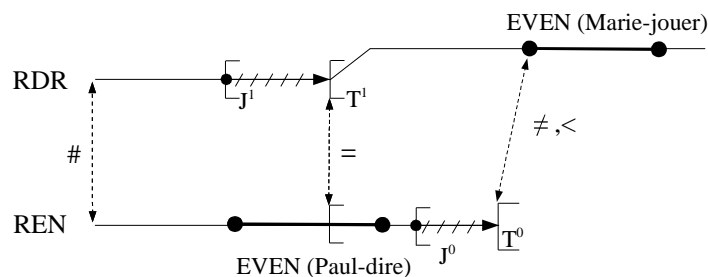 EVEN (Marie-jouer)
RDR
J¹ T¹
# = ≠ ,<
REN
J⁰ T⁰
EVEN (Paul-dire)